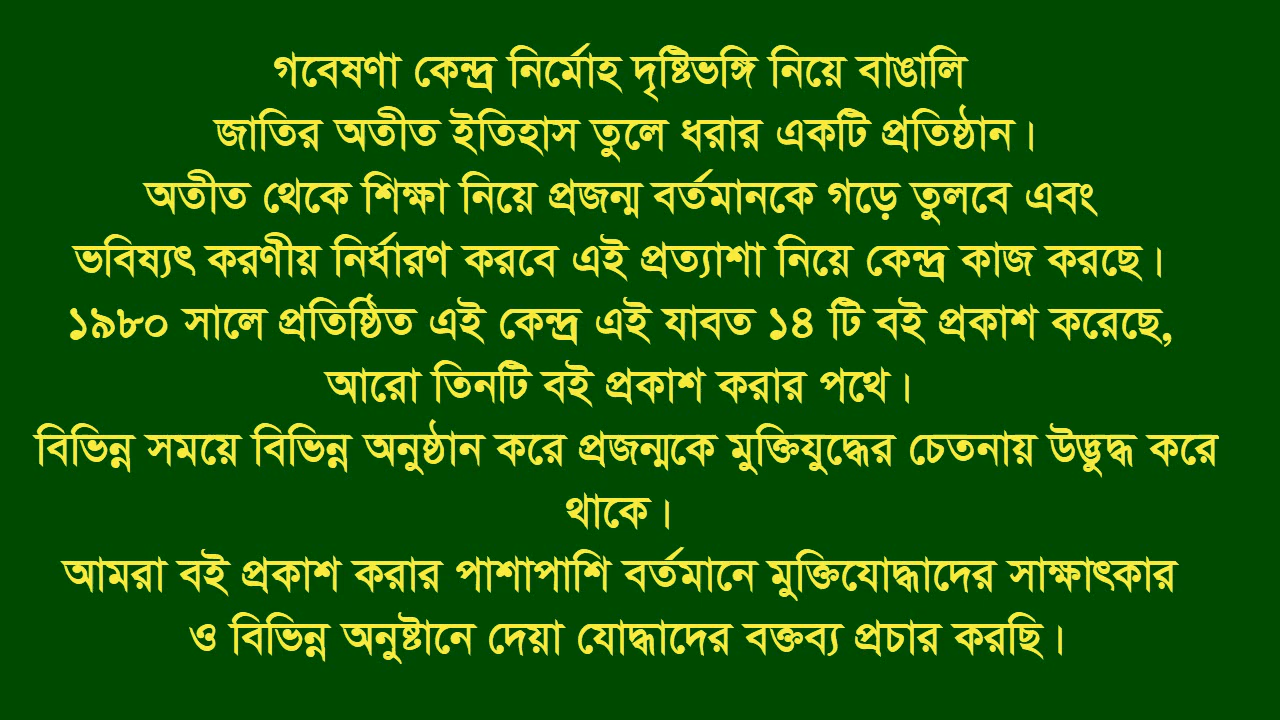 গবেষণা কেন্দ্র নির্মোহ দৃষ্টিভঙ্গি নিয়ে বাঙালি
জাতির অতীত ইতিহাস তুলে ধরার একটি প্রতিষ্ঠান।
অতীত থেকে শিক্ষা নিয়ে প্রজন্ম বর্তমানকে গড়ে তুলবে এবং
ভবিষ্যৎ করণীয় নির্ধারণ করবে এই প্রত্যাশা নিয়ে কেন্দ্র কাজ করছে।
১৯৮০ সালে প্রতিষ্ঠিত এই কেন্দ্র এই যাবত ১৪ টি বই প্রকাশ করেছে,
আরো তিনটি বই প্রকাশ করার পথে।
বিভিন্ন সময়ে বিভিন্ন অনুষ্ঠান করে প্রজন্মকে মুক্তিযুদ্ধের চেতনায় উদ্ভুদ্ধ করে
থাকে।
আমরা বই প্রকাশ করার পাশাপাশি বর্তমানে মুক্তিযোদ্ধাদের সাক্ষাৎকার
ও বিভিন্ন অনুষ্টানে দেয়া যোদ্ধাদের বক্তব্য প্রচার করছি।